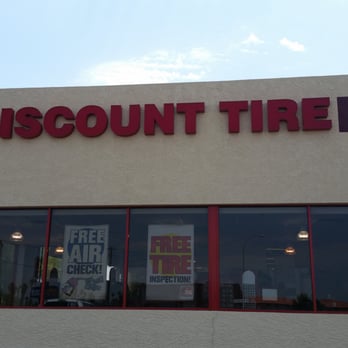 ISCOUNT TIRE
FREE
AIR
CHECK!
FREE
TIRE
INSPECTION!